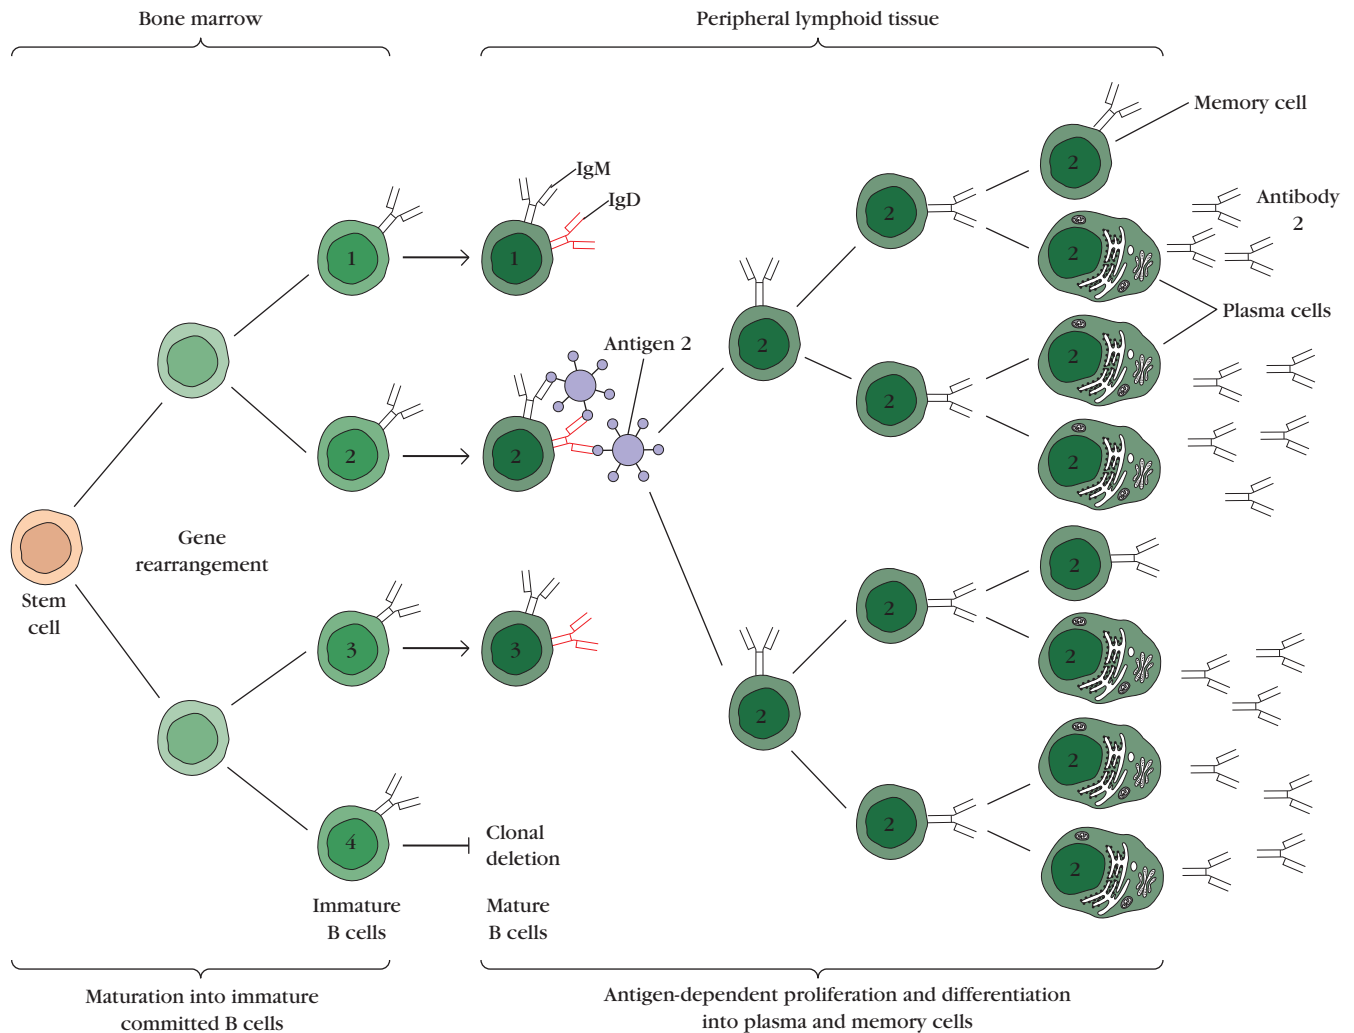 Bone marrow
Peripheral lymphoid tissue
Memory cell
2
IgM
IgD
2
Antibody
2
1
1
2
Plasma cells
Antigen 2
2
2
2
2
2
2
Gene
rearrangement
Stem
cell
2
2
3
3
2
2
2
4
Clonal
deletion
2
2
Immature
B cells
Mature
B cells
Maturation into immature
committed B cells
Antigen-dependent proliferation and differentiation
into plasma and memory cells